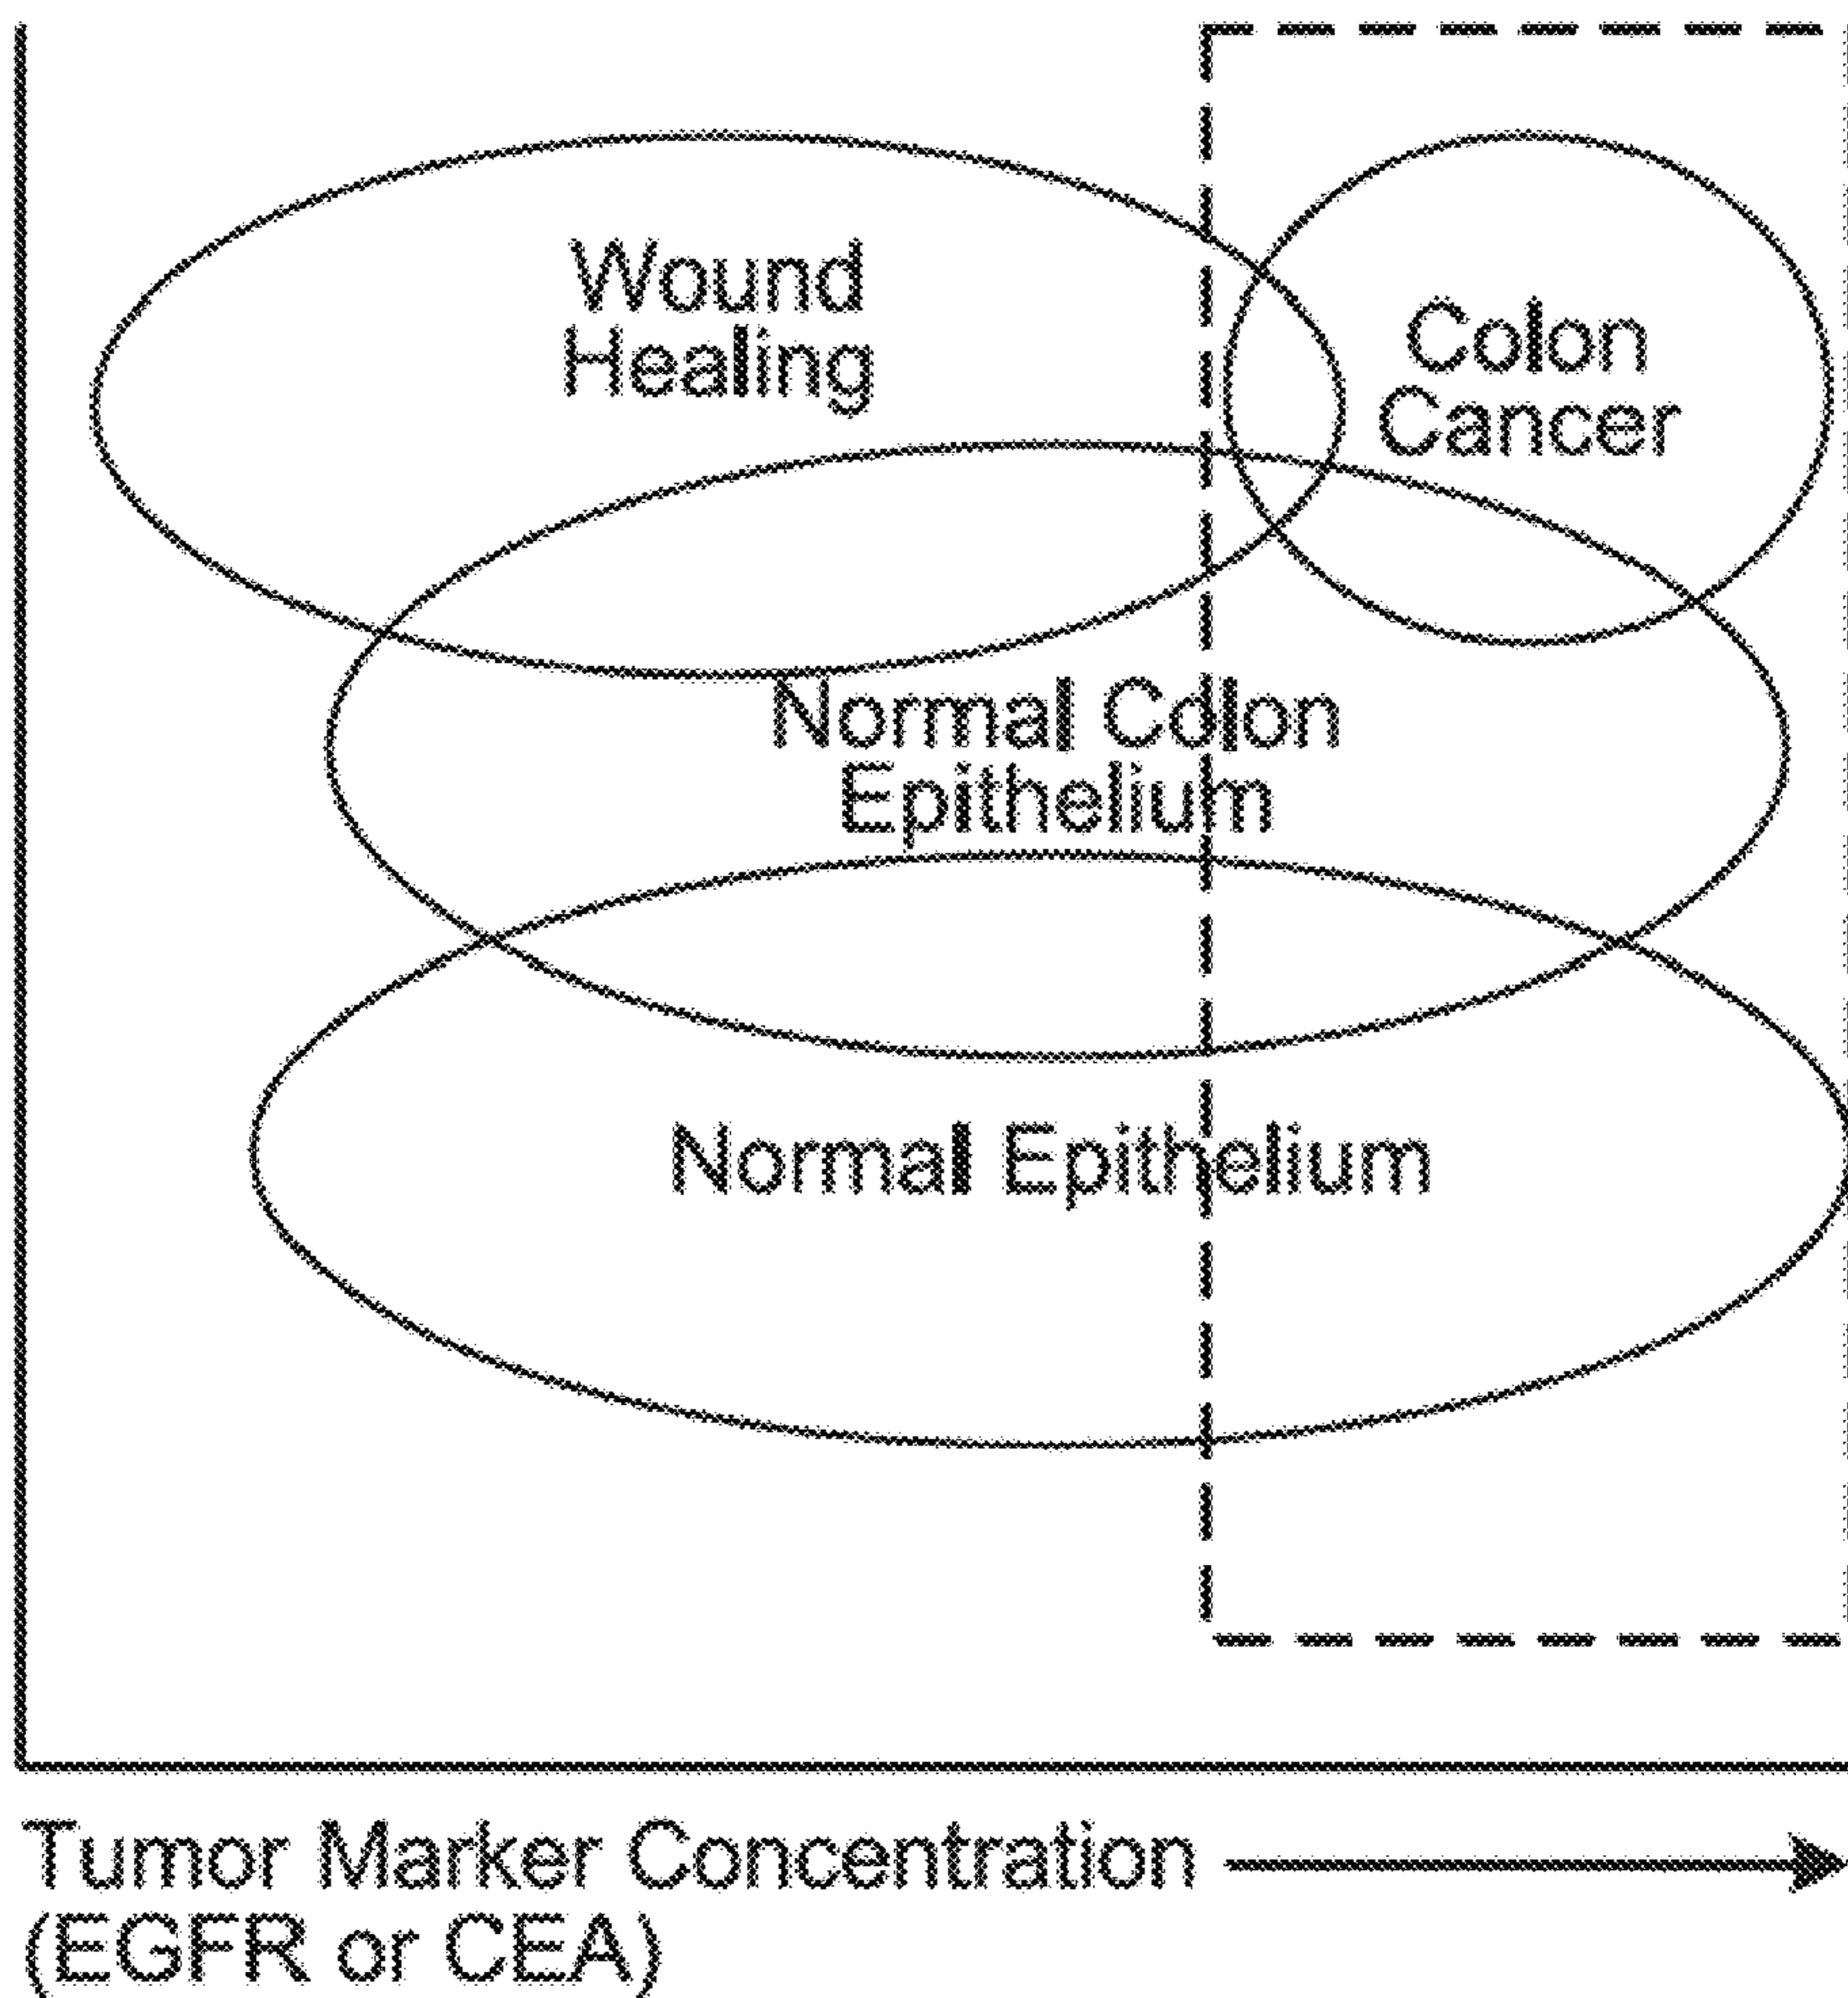 Wound
Healing
Colon
Cancer
Normal Colon
Epithelium
Normal Epithelium
Tumor Marker Concentration
(EGFR or CEA)